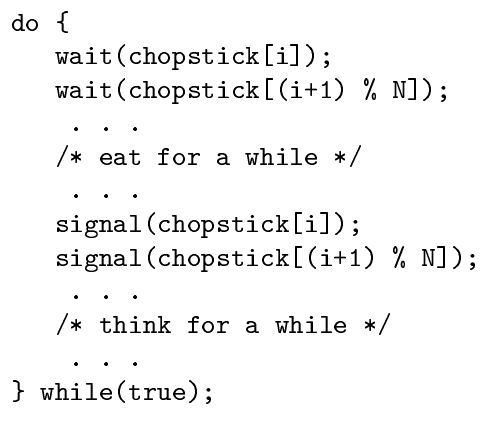 do {
wait(chopstick[i]);
wait(chopstick[(i+1) % N]);
. . .
/* eat for a while */
. . .
signal(chopstick[i]);
signal(chopstick[(i+1) % N]);
. . .
/* think for a while */
. . .
} while(true);